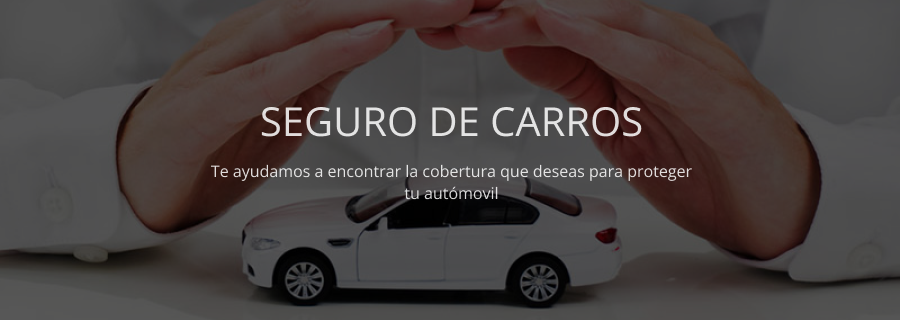 SEGURO DE CARROS
Te ayudamos a encontrar la cobertura que deseas para proteger
tu autómovil